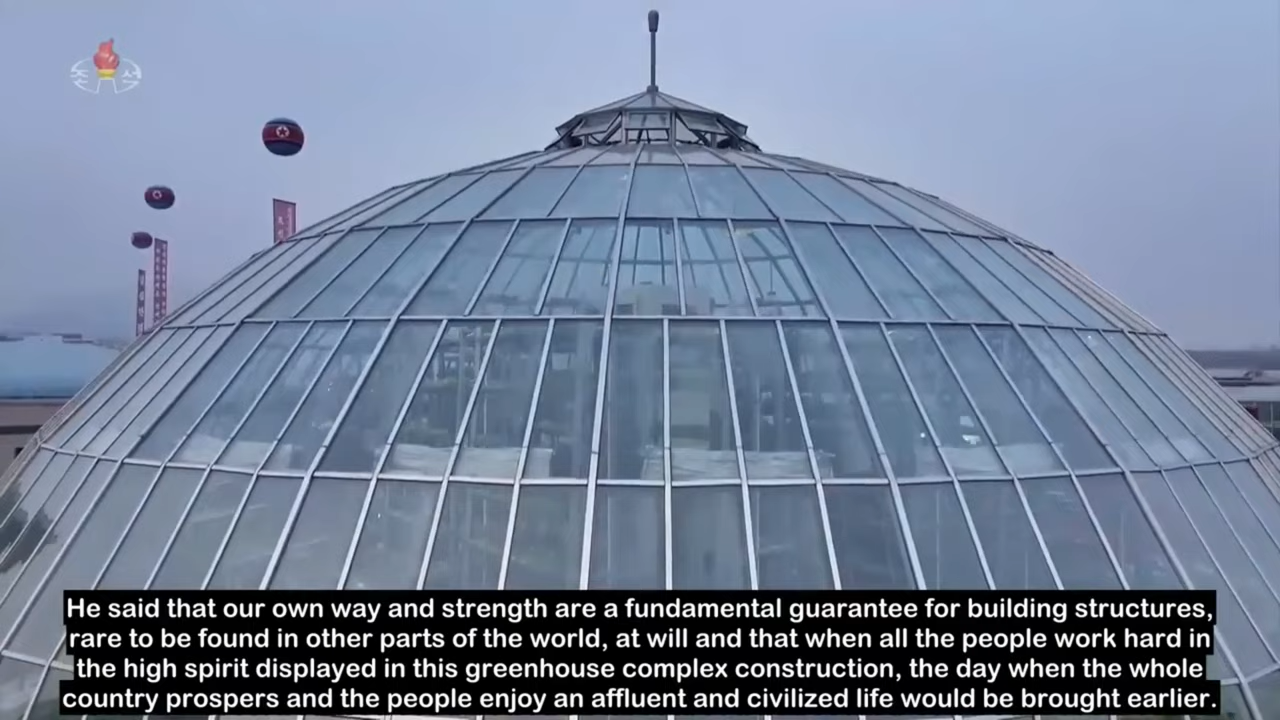 조선
He said that our own way and strength are a fundamental guarantee for building structures,
rare to be found in other parts of the world, at will and that when all the people work hard in
the high spirit displayed in this greenhouse complex construction, the day when the whole
country prospers and the people enjoy an affluent and civilized life would be brought earlier.